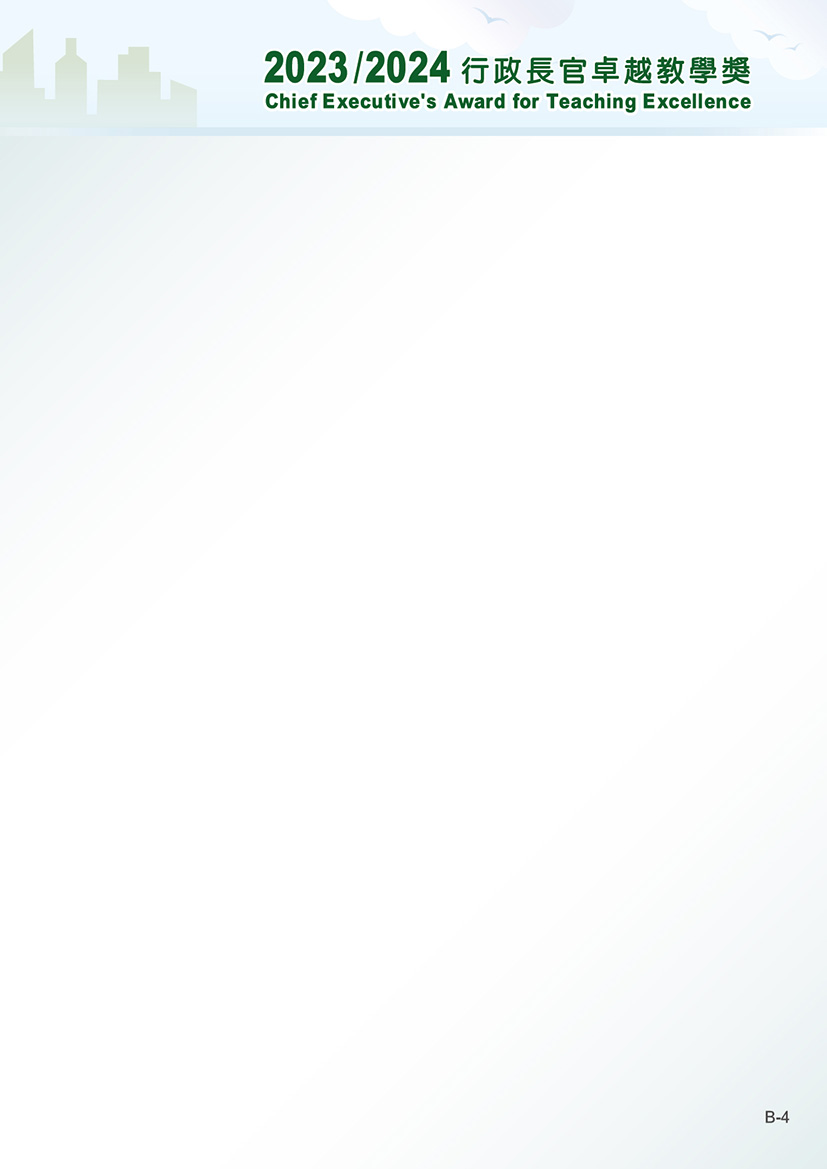 2023/2024 行政長官卓越教學獎
Chief Executive's Award for Teaching Excellence
B-4